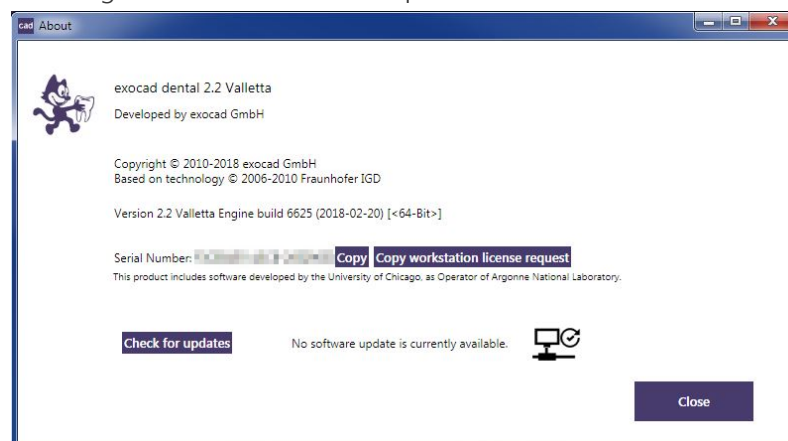 cad About
exocad dental 2.2 Valletta
Developed by exocad GmbH
Copyright © 2010-2018 exocad GmbH
Based on technology © 2006-2010 Fraunhofer IGD
Version 2.2 Valletta Engine build 6625 (2018-02-20) [<64-Bit>]
Serial Number: Copy Copy workstation license request
This product includes software developed by the University of Chicago, as Operator of Argonne National Laboratory.
Check for updates No software update is currently available.
Close